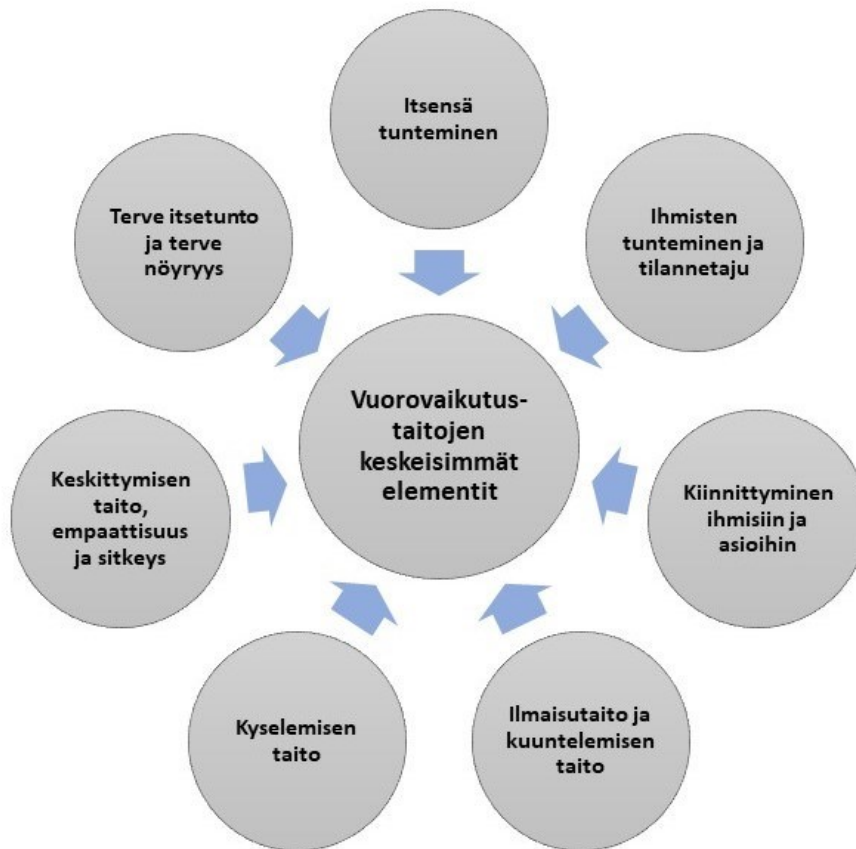 Itsensä
tunteminen
Ihmisten
tunteminen ja
tilannetaju
Kiinnittyminen
ihmisiin ja
asioihin
Ilmaisutaito ja
kuuntelemisen
taito
Kyselemisen
taito
Keskittymisen
taito,
empaattisuus
ja sitkeys
Terve itsetunto
ja terve
nöyryys
Vuorovaikutus-
taitojen
keskeisimmät
elementit